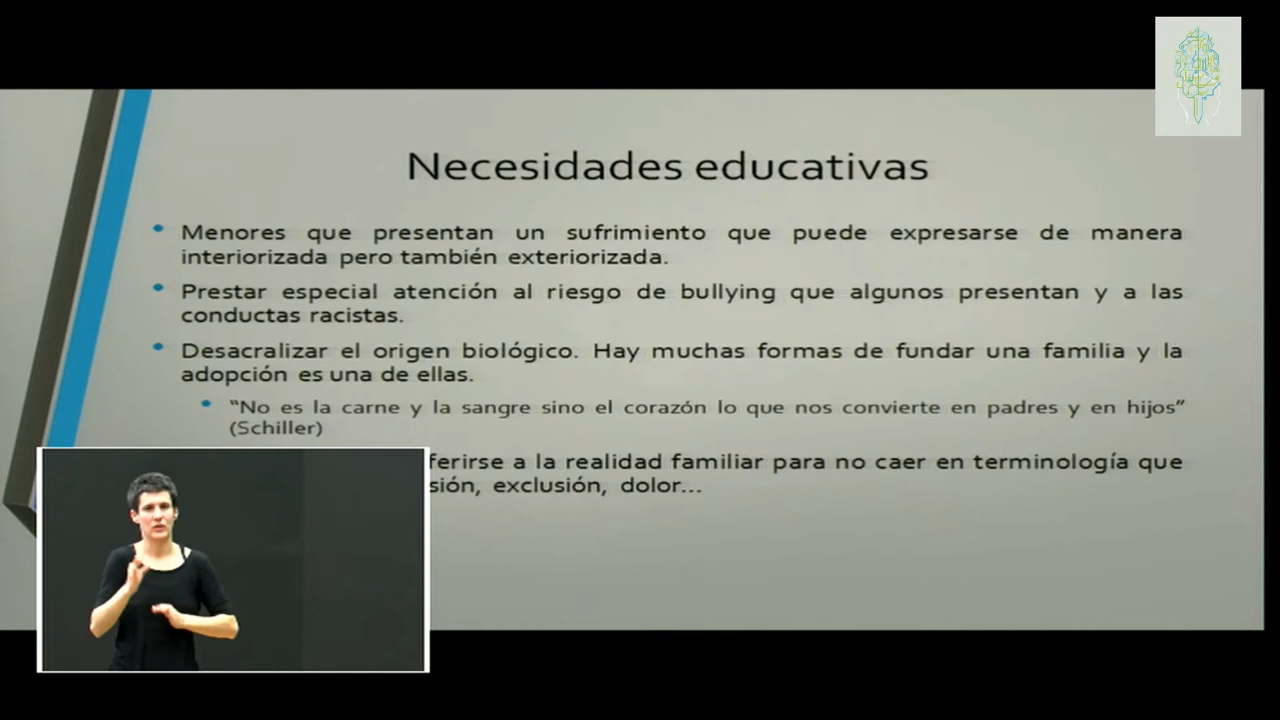 Necesidades educativas
Menores que presentan un sufrimiento que puede expresarse de manera
interiorizada pero también exteriorizada.
Prestar especial atención al riesgo de bullying que algunos presentan y a las
conductas racistas.
Desacralizar el origen biológico. Hay muchas formas de fundar una familia y la
adopción es una de ellas.
“No es la carne y la sangre sino el corazón lo que nos convierte en padres y en hijos”
(Schiller)
a la realidad familiar para no caer en terminología que
exclusión, dolor...